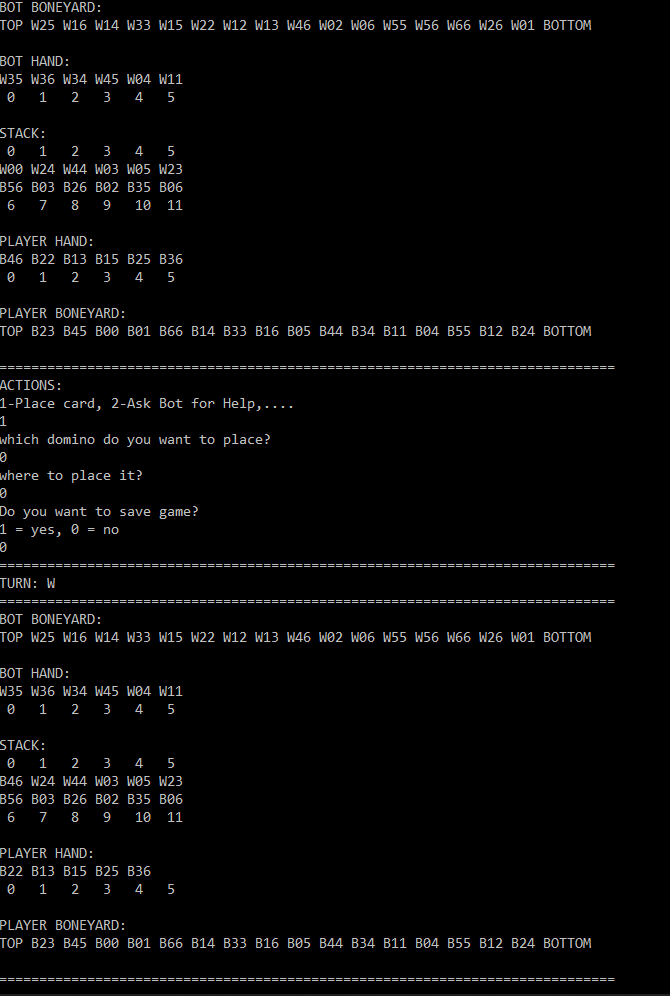 BOT BONEYARD:
TOP W25 W16 W14 W33 W15 W22 W12 W13 W46 W02 W06 W55 W56 W66 W26 W01 BOTTOM
BOT HAND:
W35 W36 W34 W45 W04 W11
0 1 2 3 4 5
STACK:
0 1 2 3 4 5
W00 W24 W44 W03 W05 W23
B56 B03 B26 B02 B35 B06
6 7 8 9 10 11
PLAYER HAND:
B46 B22 B13 B15 B25 B36
0 1 2 3 4 5
PLAYER BONEYARD:
TOP B23 B45 B00 B01 B66 B14 B33 B16 B05 B44 B34 B11 B04 B55 B12 B24 BOTTOM
=============================================================================
ACTIONS:
1-Place card, 2-Ask Bot for Help,....
1
which domino do you want to place?
0
where to place it?
0
Do you want to save game?
1 = yes, 0 = no
0
=============================================================================
TURN: W
=============================================================================
BOT BONEYARD:
TOP W25 W16 W14 W33 W15 W22 W12 W13 W46 W02 W06 W55 W56 W66 W26 W01 BOTTOM
BOT HAND:
W35 W36 W34 W45 W04 W11
0 1 2 3 4 5
STACK:
0 1 2 3 4 5
B46 W24 W44 W03 W05 W23
B56 B03 B26 B02 B35 B06
6 7 8 9 10 11
PLAYER HAND:
B22 B13 B15 B25 B36
0 1 2 3 4 5
PLAYER BONEYARD:
TOP B23 B45 B00 B01 B66 B14 B33 B16 B05 B44 B34 B11 B04 B55 B12 B24 BOTTOM
=============================================================================